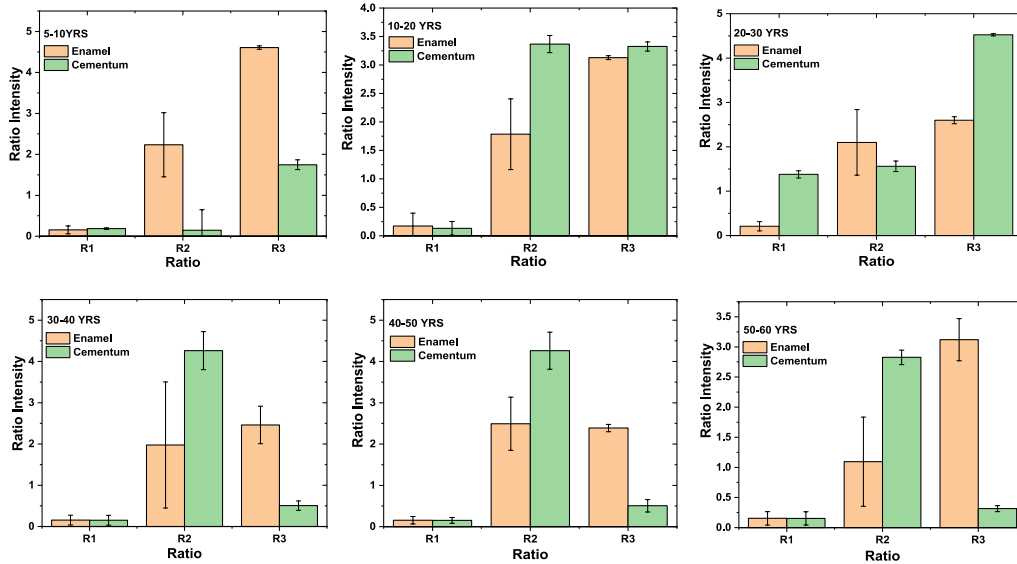 5-10YRS
Enamel
Cementum
Ratio Intensity
5
4
3
2
1
0
R1
R2
R3
Ratio
10-20 YRS
Enamel
Cementum
Ratio Intensity
4.0
3.5
3.0
2.5
2.0
1.5
1.0
0.5
0.0
R1
R2
R3
Ratio
20-30 YRS
Enamel
Cementum
Ratio Intensity
5
4
3
2
1
0
R1
R2
R3
Ratio
30-40 YRS
Enamel
Cementum
Ratio Intensity
5
4
3
2
1
0
R1
R2
R3
Ratio
40-50 YRS
Enamel
Cementum
Ratio Intensity
5
4
3
2
1
0
R1
R2
R3
Ratio
50-60 YRS
Enamel
Cementum
Ratio Intensity
3.5
3.0
2.5
2.0
1.5
1.0
0.5
0.0
R1
R2
R3
Ratio